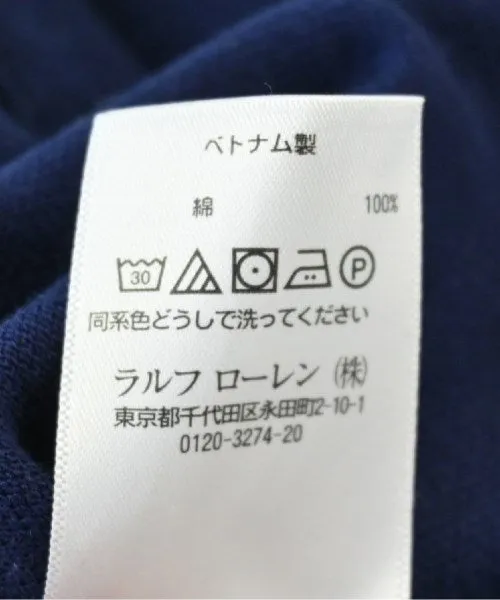 ベトナム製
綿 100%
30 P
同系色どうしで洗ってください
ラルフ ローレン (株)
東京都千代田区永田町2-10-1
0120-3274-20